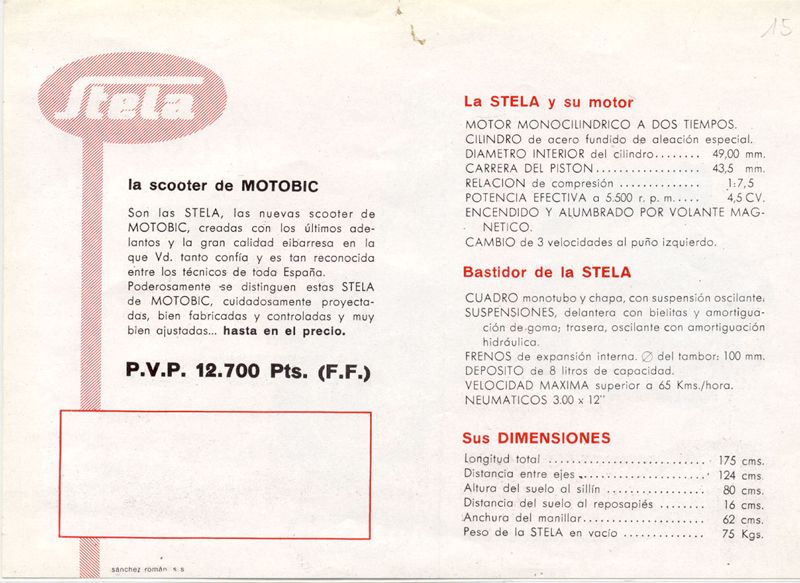 15
Stela
la scooter de MOTOBIC
Son las STELA, las nuevas scooter de
MOTOBIC, creadas con los últimos ade-
lantos y la gran calidad eibarresa en la
que Vd. tanto confía y es tan reconocida
entre los técnicos de toda España.
Poderosamente se distinguen estas STELA
de MOTOBIC, cuidadosamente proyecta-
das, bien fabricadas y controladas y muy
bien ajustadas... hasta en el precio.
P.V.P. 12.700 Pts. (F.F.)
sánchez román s.s
La STELA y su motor
MOTOR MONOCILINDRICO A DOS TIEMPOS.
CILINDRO de acero fundido de aleación especial.
DIAMETRO INTERIOR del cilindro........ 49,00 mm.
CARRERA DEL PISTON.................. 43,5 mm.
RELACION de compresión .............. 1:7,5
POTENCIA EFECTIVA a 5.500 r. p. m..... 4,5 CV.
ENCENDIDO Y ALUMBRADO POR VOLANTE MAG-
NETICO.
CAMBIO de 3 velocidades al puño izquierdo.
Bastidor de la STELA
CUADRO monotubo y chapa, con suspensión oscilante.
SUSPENSIONES, delantera con bielitas y amortigua-
ción de goma; trasera, oscilante con amortiguación
hidráulica.
FRENOS de expansión interna. ∅ del tambor: 100 mm.
DEPOSITO de 8 litros de capacidad.
VELOCIDAD MAXIMA superior a 65 Kms./hora.
NEUMATICOS 3.00 x 12"
Sus DIMENSIONES
Longitud total ........................... 175 cms.
Distancia entre ejes ...................... 124 cms.
Altura del suelo al sillín ................. 80 cms.
Distancia del suelo al reposapiés ........ 16 cms.
Anchura del manillar..................... 62 cms.
Peso de la STELA en vacío .............. 75 Kgs.